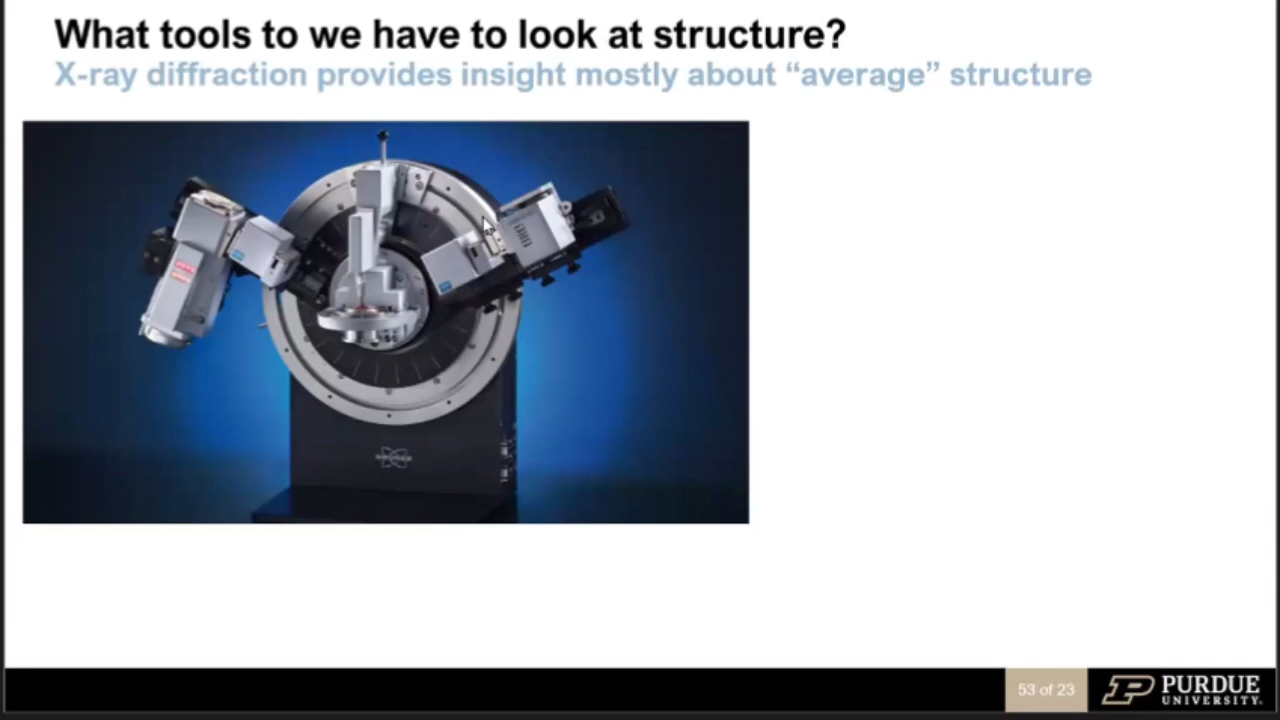 What tools to we have to look at structure?
X-ray diffraction provides insight mostly about “average” structure
BRUKER
53 of 23
PURDUE
UNIVERSITY